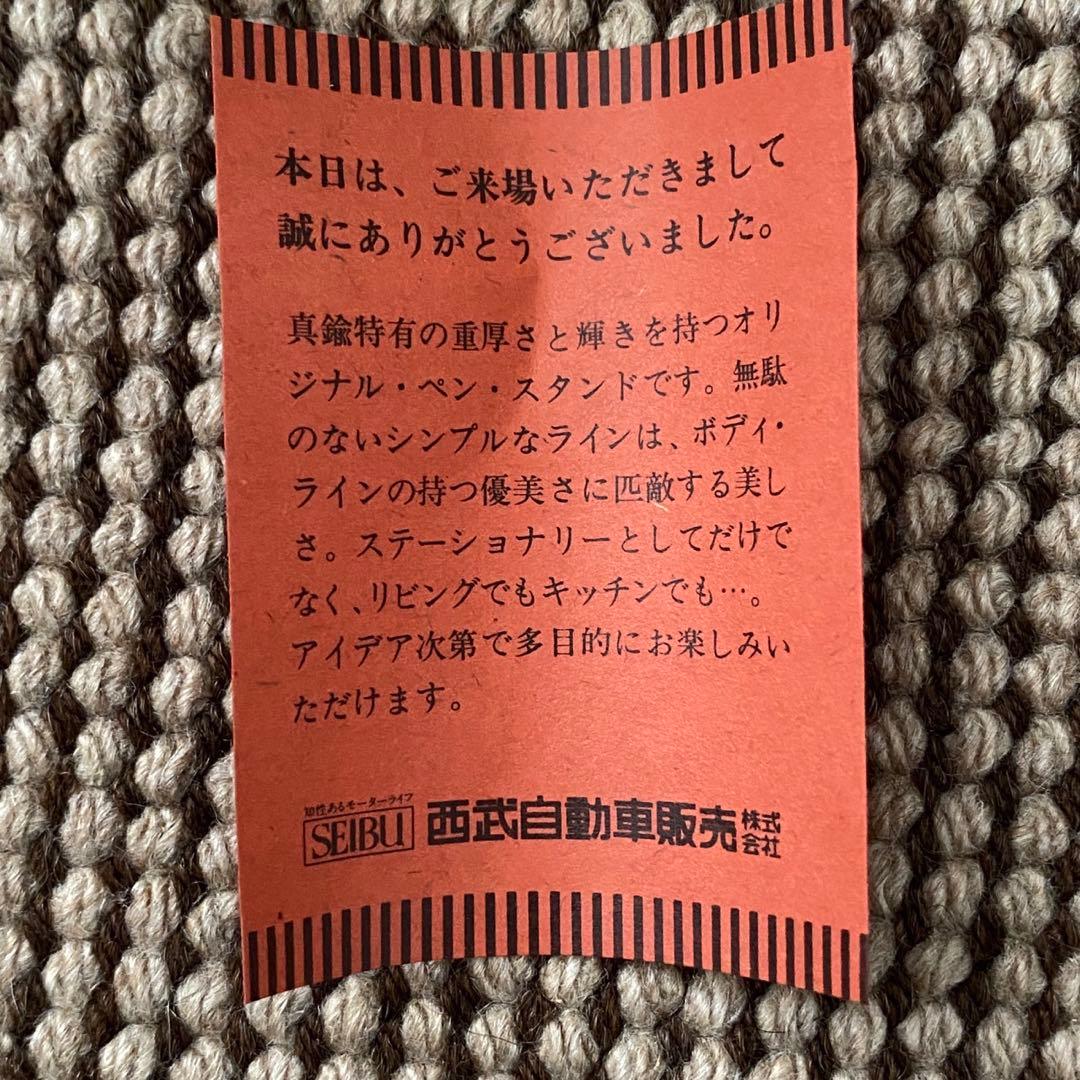 本日は、ご来場いただきまして
誠にありがとうございました。
真鍮特有の重厚さと輝きを持つオリ
ジナル・ペン・スタンドです。無駄
のないシンプルなラインは、ボディ・
ラインの持つ優美さに匹敵する美し
さ。ステーショナリーとしてだけで
なく、リビングでもキッチンでも…。
アイデア次第で多目的にお楽しみい
ただけます。
知性あるモーターライフ
SEIBU 西武自動車販売株式会社